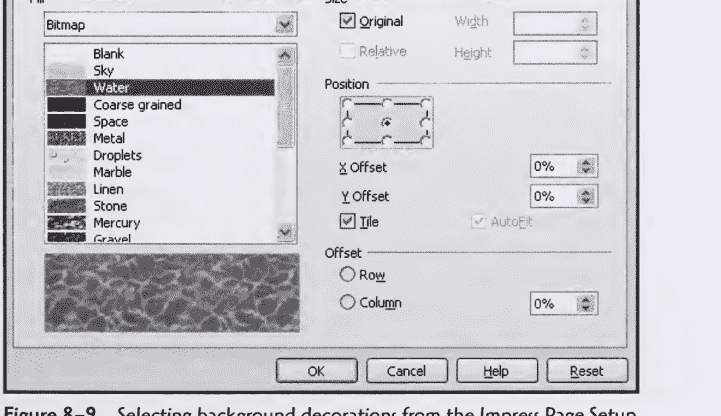 Fill
Size
Bitmap
Original
Width
Relative
Height
Blank
Sky
Water
Coarse grained
Space
Metal
Droplets
Marble
Linen
Stone
Mercury
Gravel
Position
X Offset 0%
Y Offset 0%
Tile
AutoFit
Offset
Row
Column 0%
OK Cancel Help Reset
Figure 8-9 Selecting background decorations from the Impress Page Setup